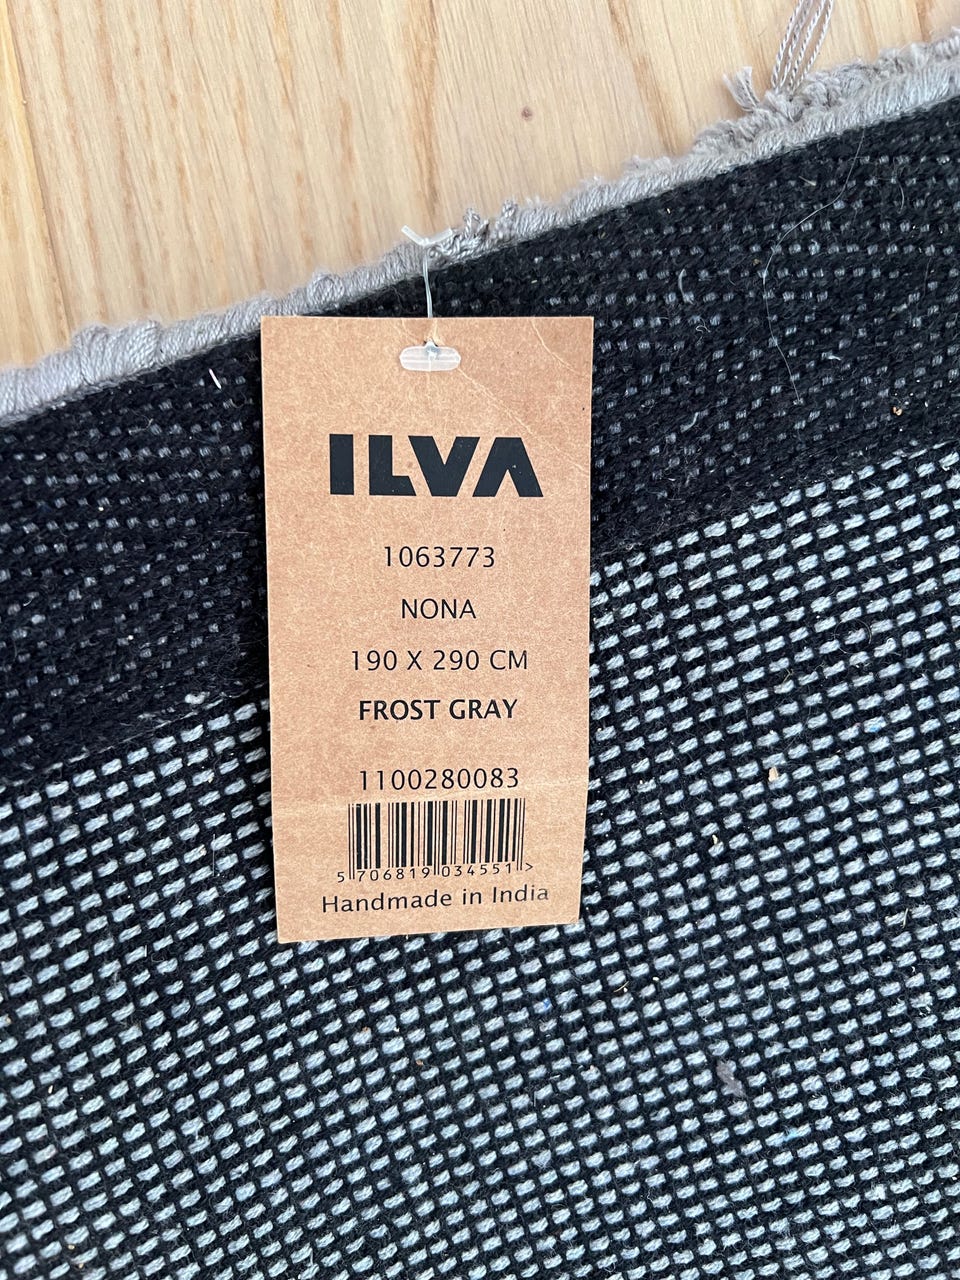 ILVA
1063773
NONA
190 X 290 CM
FROST GRAY
1100280083
5 706819 034551 >
Handmade in India